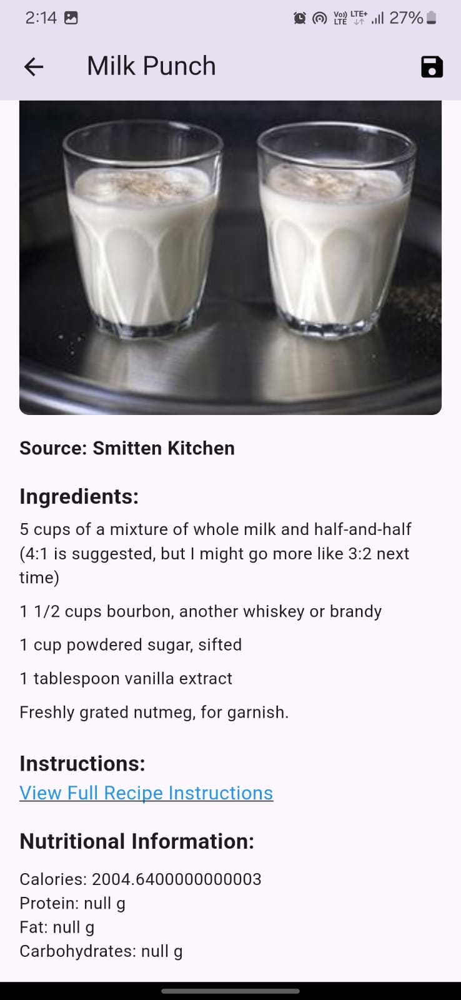 2:14
Vo)) LTE LTE+ 27%
Milk Punch
Source: Smitten Kitchen
Ingredients:
5 cups of a mixture of whole milk and half-and-half
(4:1 is suggested, but I might go more like 3:2 next
time)
1 1/2 cups bourbon, another whiskey or brandy
1 cup powdered sugar, sifted
1 tablespoon vanilla extract
Freshly grated nutmeg, for garnish.
Instructions:
View Full Recipe Instructions
Nutritional Information:
Calories: 2004.6400000000003
Protein: null g
Fat: null g
Carbohydrates: null g